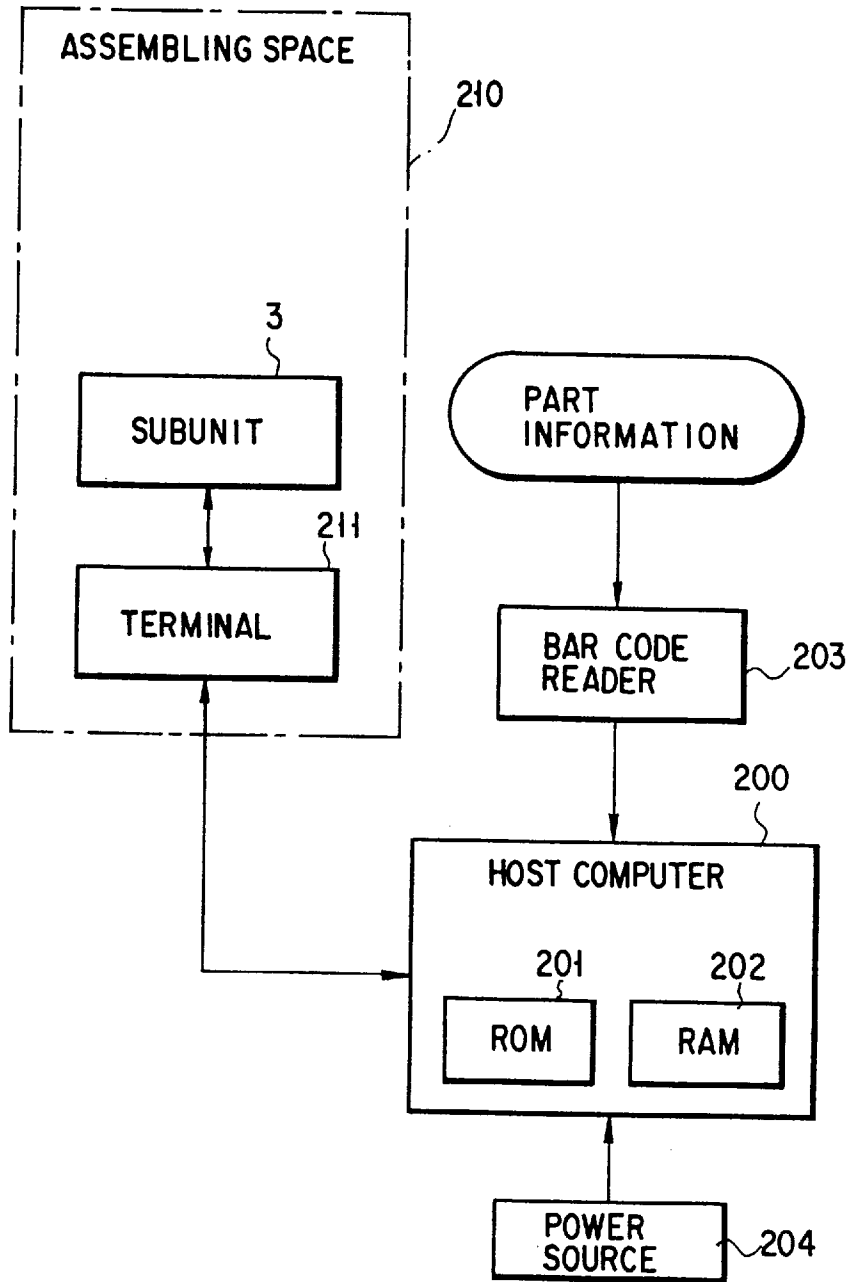 ASSEMBLING SPACE
210
3
SUBUNIT
PART
INFORMATION
211
TERMINAL
BAR CODE
READER
203
200
HOST COMPUTER
201
202
ROM
RAM
POWER
SOURCE
204